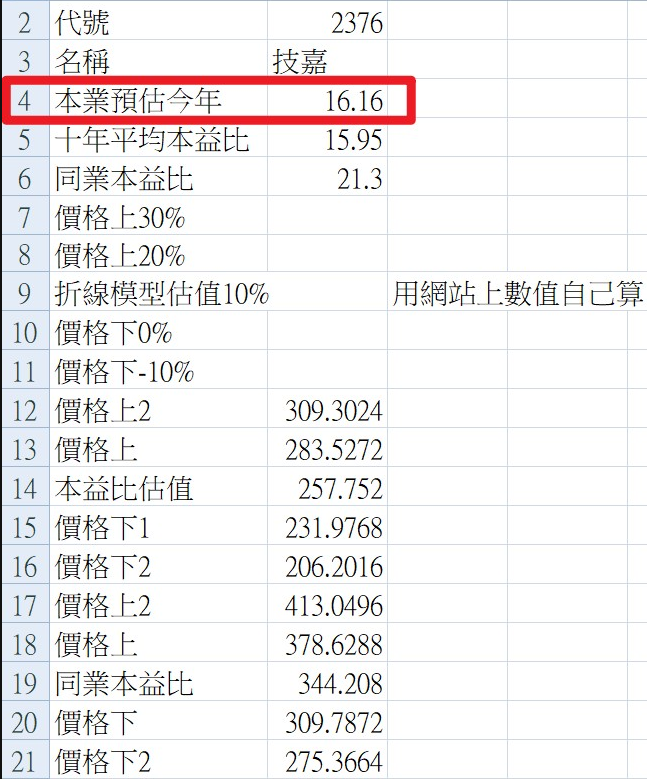 2 代號 2376
3 名稱 技嘉
4 本業預估今年 16.16
5 十年平均本益比 15.95
6 同業本益比 21.3
7 價格上30%
8 價格上20%
9 折線模型估值10% 用網站上數值自己算
10 價格下0%
11 價格下-10%
12 價格上2 309.3024
13 價格上 283.5272
14 本益比估值 257.752
15 價格下1 231.9768
16 價格下2 206.2016
17 價格上2 413.0496
18 價格上 378.6288
19 同業本益比 344.208
20 價格下 309.7872
21 價格下2 275.3664